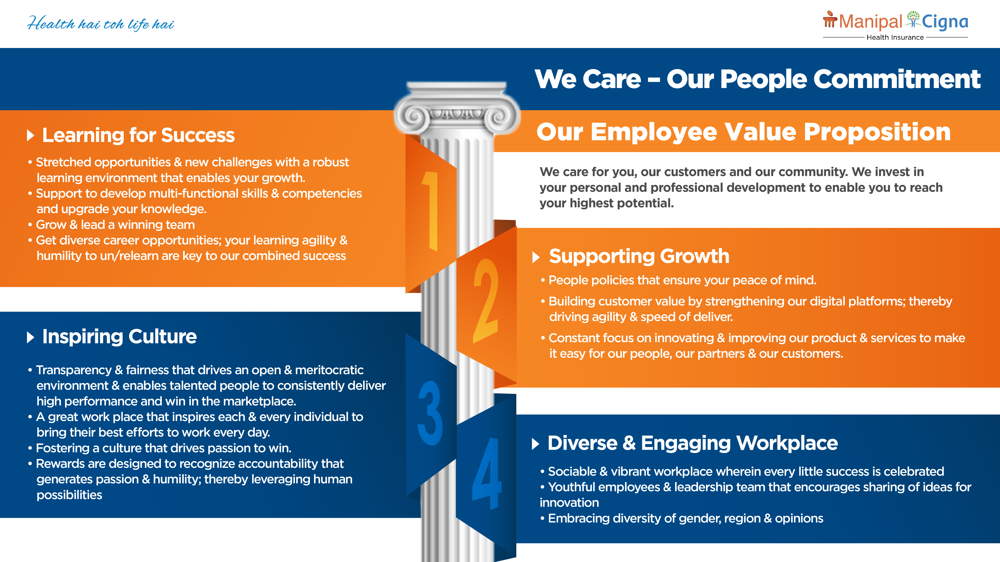 Health hai toh life hai
Manipal Cigna
Health Insurance
We Care – Our People Commitment
Our Employee Value Proposition
We care for you, our customers and our community. We invest in
your personal and professional development to enable you to reach
your highest potential.
1
Learning for Success
• Stretched opportunities & new challenges with a robust
learning environment that enables your growth.
• Support to develop multi-functional skills & competencies
and upgrade your knowledge.
• Grow & lead a winning team
• Get diverse career opportunities; your learning agility &
humility to un/relearn are key to our combined success
2
Supporting Growth
• People policies that ensure your peace of mind.
• Building customer value by strengthening our digital platforms; thereby
driving agility & speed of deliver.
• Constant focus on innovating & improving our product & services to make
it easy for our people, our partners & our customers.
3
Inspiring Culture
• Transparency & fairness that drives an open & meritocratic
environment & enables talented people to consistently deliver
high performance and win in the marketplace.
• A great work place that inspires each & every individual to
bring their best efforts to work every day.
• Fostering a culture that drives passion to win.
• Rewards are designed to recognize accountability that
generates passion & humility; thereby leveraging human
possibilities
4
Diverse & Engaging Workplace
• Sociable & vibrant workplace wherein every little success is celebrated
• Youthful employees & leadership team that encourages sharing of ideas for
innovation
• Embracing diversity of gender, region & opinions